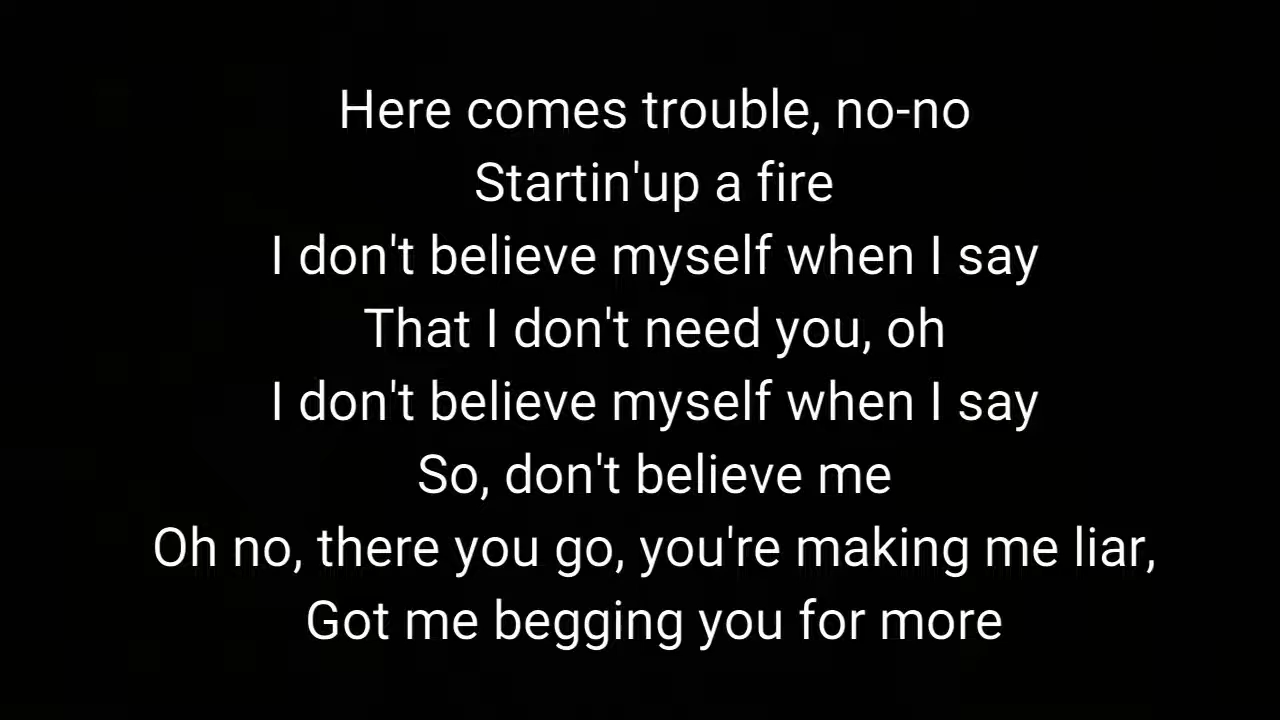 Here comes trouble, no-no
Startin'up a fire
I don't believe myself when I say
That I don't need you, oh
I don't believe myself when I say
So, don't believe me
Oh no, there you go, you're making me liar,
Got me begging you for more